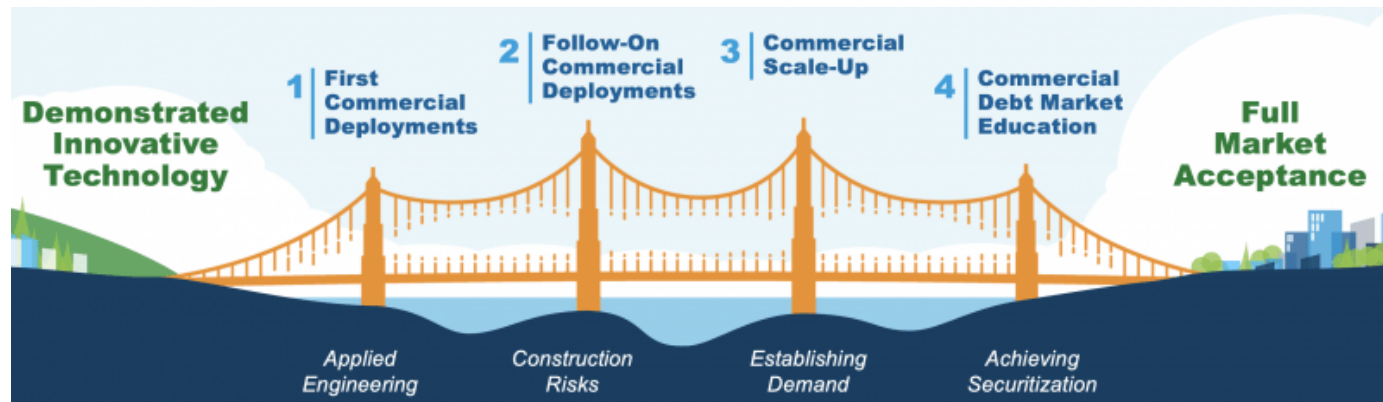 Demonstrated
Innovative
Technology
1
First
Commercial
Deployments
2
Follow-On
Commercial
Deployments
3
Commercial
Scale-Up
4
Commercial
Debt Market
Education
Full
Market
Acceptance
Applied
Engineering
Construction
Risks
Establishing
Demand
Achieving
Securitization